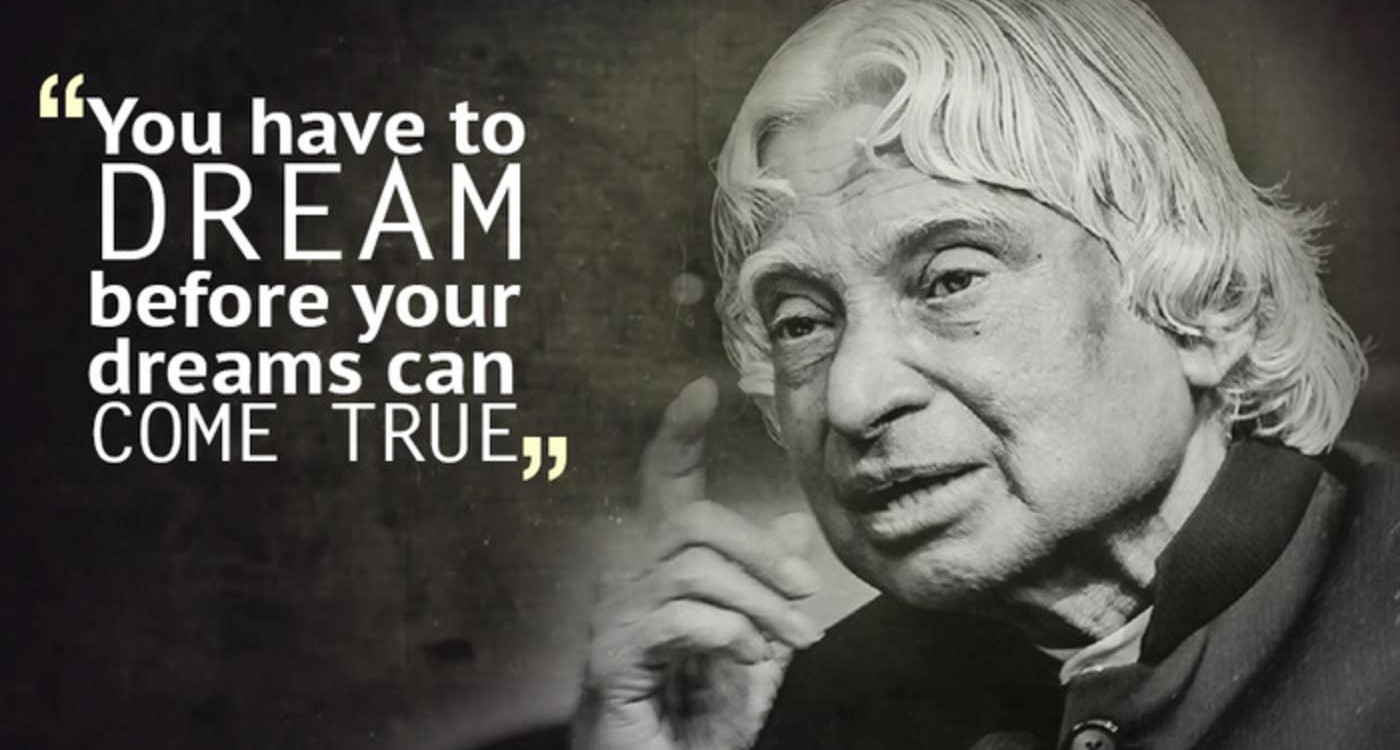 “You have to
DREAM
before your
dreams can
COME TRUE”